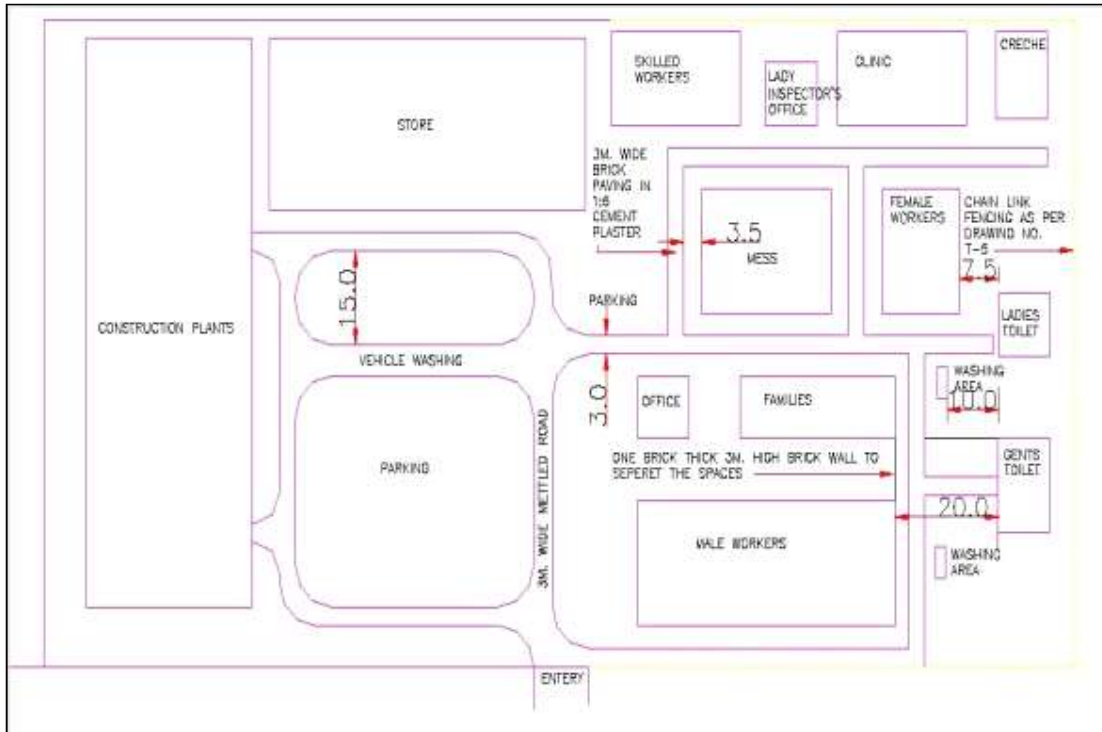 SKILLED
WORKERS
LADY
INSPECTOR'S
OFFICE
CLINIC
CRECHE
STORE
3M. WIDE
BRICK
PAVING IN
1:6
CEMENT
PLASTER
3.5
MESS
FEMALE
WORKERS
CHAIN LINK
FENCING AS PER
DRAWIND NO.
T-5
7.5
15.0
PARKING
LADIES
TOILET
CONSTRUCTION PLANTS
VEHICLE WASHING
3.0
WASHING
AREA
10.0
OFFICE
FAMILIES
ONE BRICK THICK 3M. HIGH BRICK WALL TO
SEPERET THE SPACES
GENTS
TOILET
PARKING
3M. WIDE METTLED ROAD
20.0
MALE WORKERS
WASHING
AREA
ENTERY